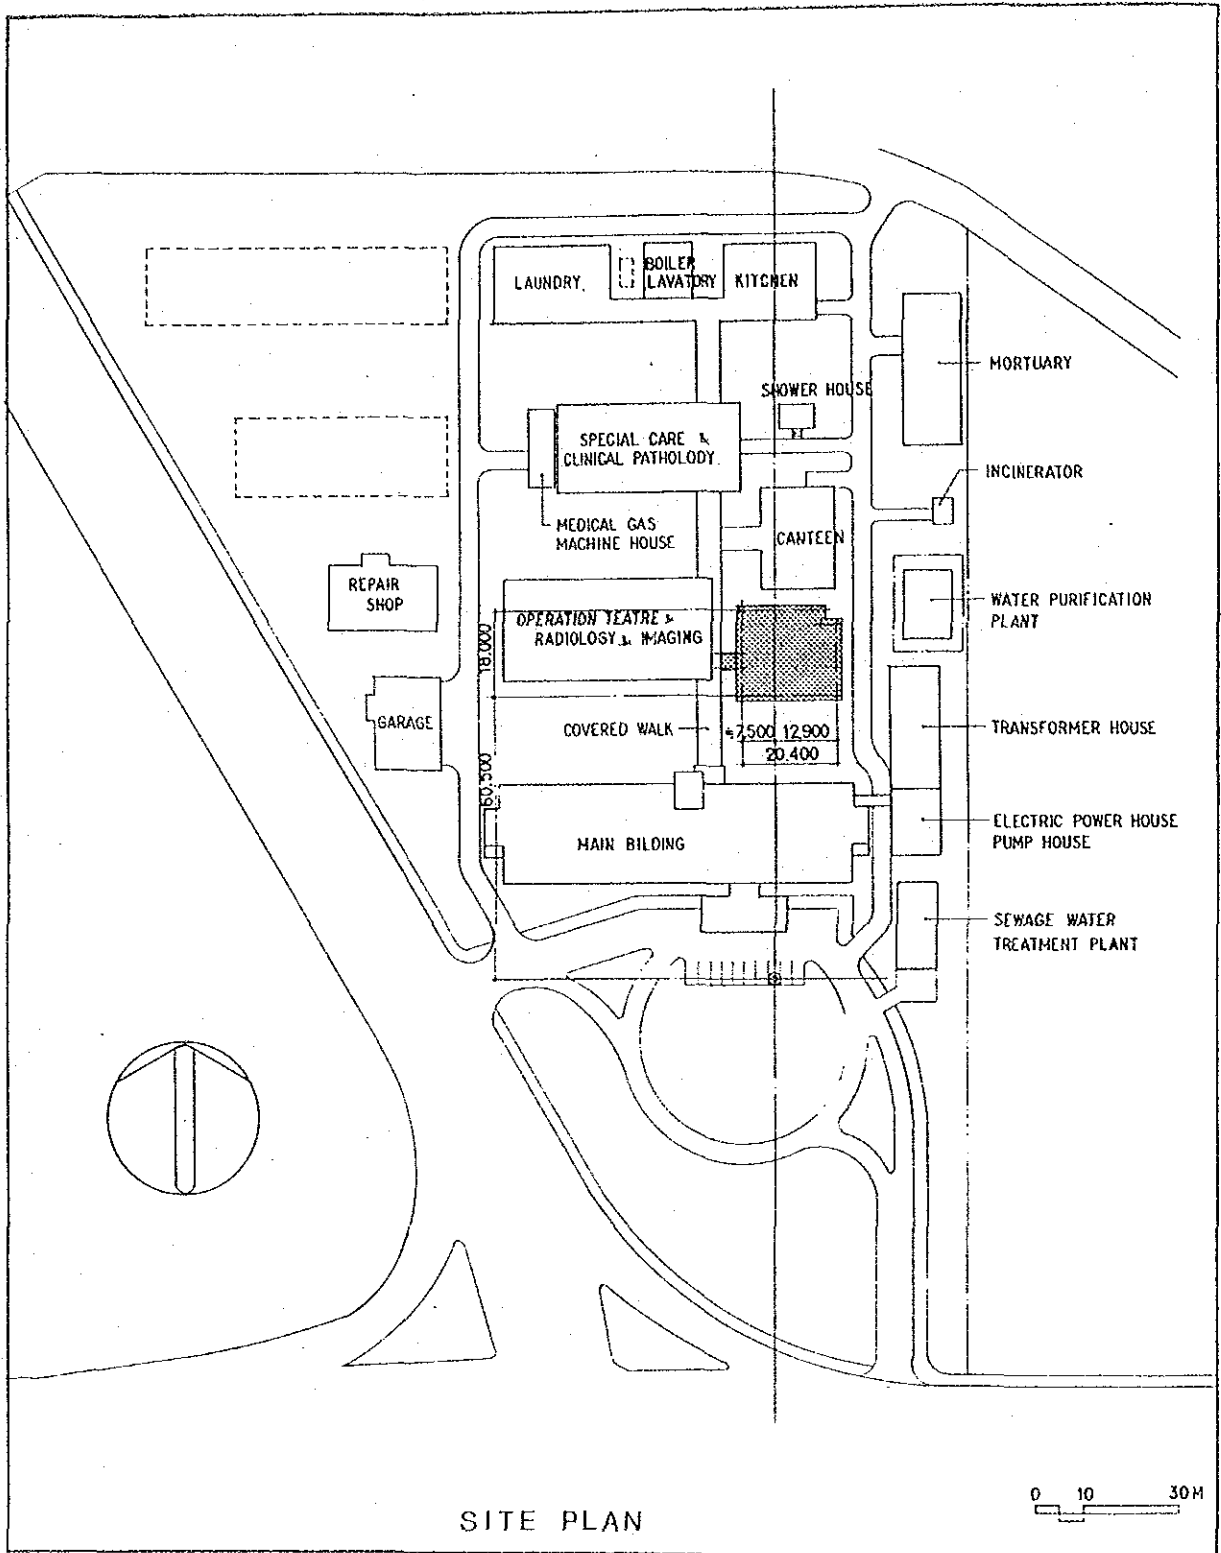 LAUNDRY.
BOILER
LAVATORY
KITCHEN
MORTUARY
SHOWER HOUSE
SPECIAL CARE &
CLINICAL PATHOLODY.
INCINERATOR
MEDICAL GAS
MACHINE HOUSE
CANTEEN
REPAIR
SHOP
WATER PURIFICATION
PLANT
OPERATION TEATRE &
RADIOLOGY & IMAGING
18.000
GARAGE
COVERED WALK
≒7.500 12.900
20.400
TRANSFORMER HOUSE
60.500
MAIN BILDING
ELECTRIC POWER HOUSE
PUMP HOUSE
SEWAGE WATER
TREATMENT PLANT
0 10 30M
SITE PLAN